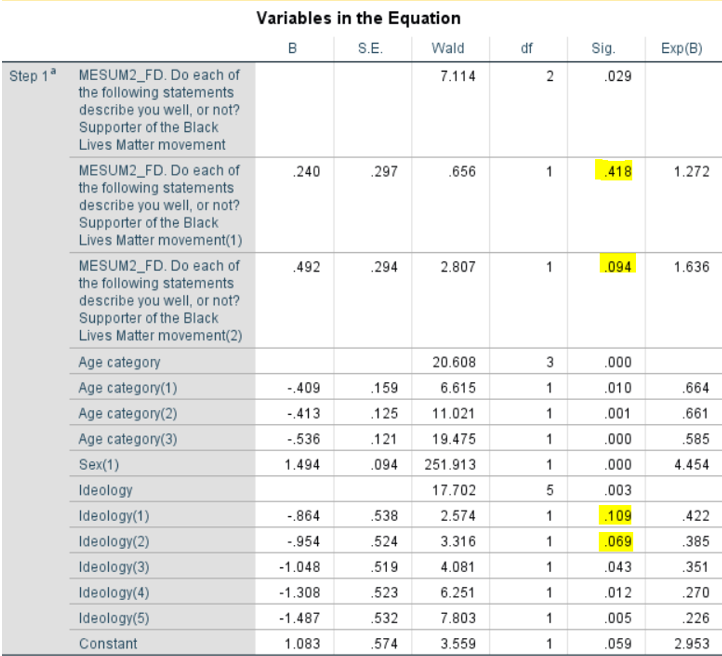 Variables in the Equation
B S.E. Wald df Sig. Exp(B)
Step 1a MESUM2_FD. Do each of 7.114 2 .029
the following statements
describe you well, or not?
Supporter of the Black
Lives Matter movement
MESUM2_FD. Do each of .240 .297 .656 1 .418 1.272
the following statements
describe you well, or not?
Supporter of the Black
Lives Matter movement(1)
MESUM2_FD. Do each of .492 .294 2.807 1 .094 1.636
the following statements
describe you well, or not?
Supporter of the Black
Lives Matter movement(2)
Age category 20.608 3 .000
Age category(1) -.409 .159 6.615 1 .010 .664
Age category(2) -.413 .125 11.021 1 .001 .661
Age category(3) -.536 .121 19.475 1 .000 .585
Sex(1) 1.494 .094 251.913 1 .000 4.454
Ideology 17.702 5 .003
Ideology(1) -.864 .538 2.574 1 .109 .422
Ideology(2) -.954 .524 3.316 1 .069 .385
Ideology(3) -1.048 .519 4.081 1 .043 .351
Ideology(4) -1.308 .523 6.251 1 .012 .270
Ideology(5) -1.487 .532 7.803 1 .005 .226
Constant 1.083 .574 3.559 1 .059 2.953